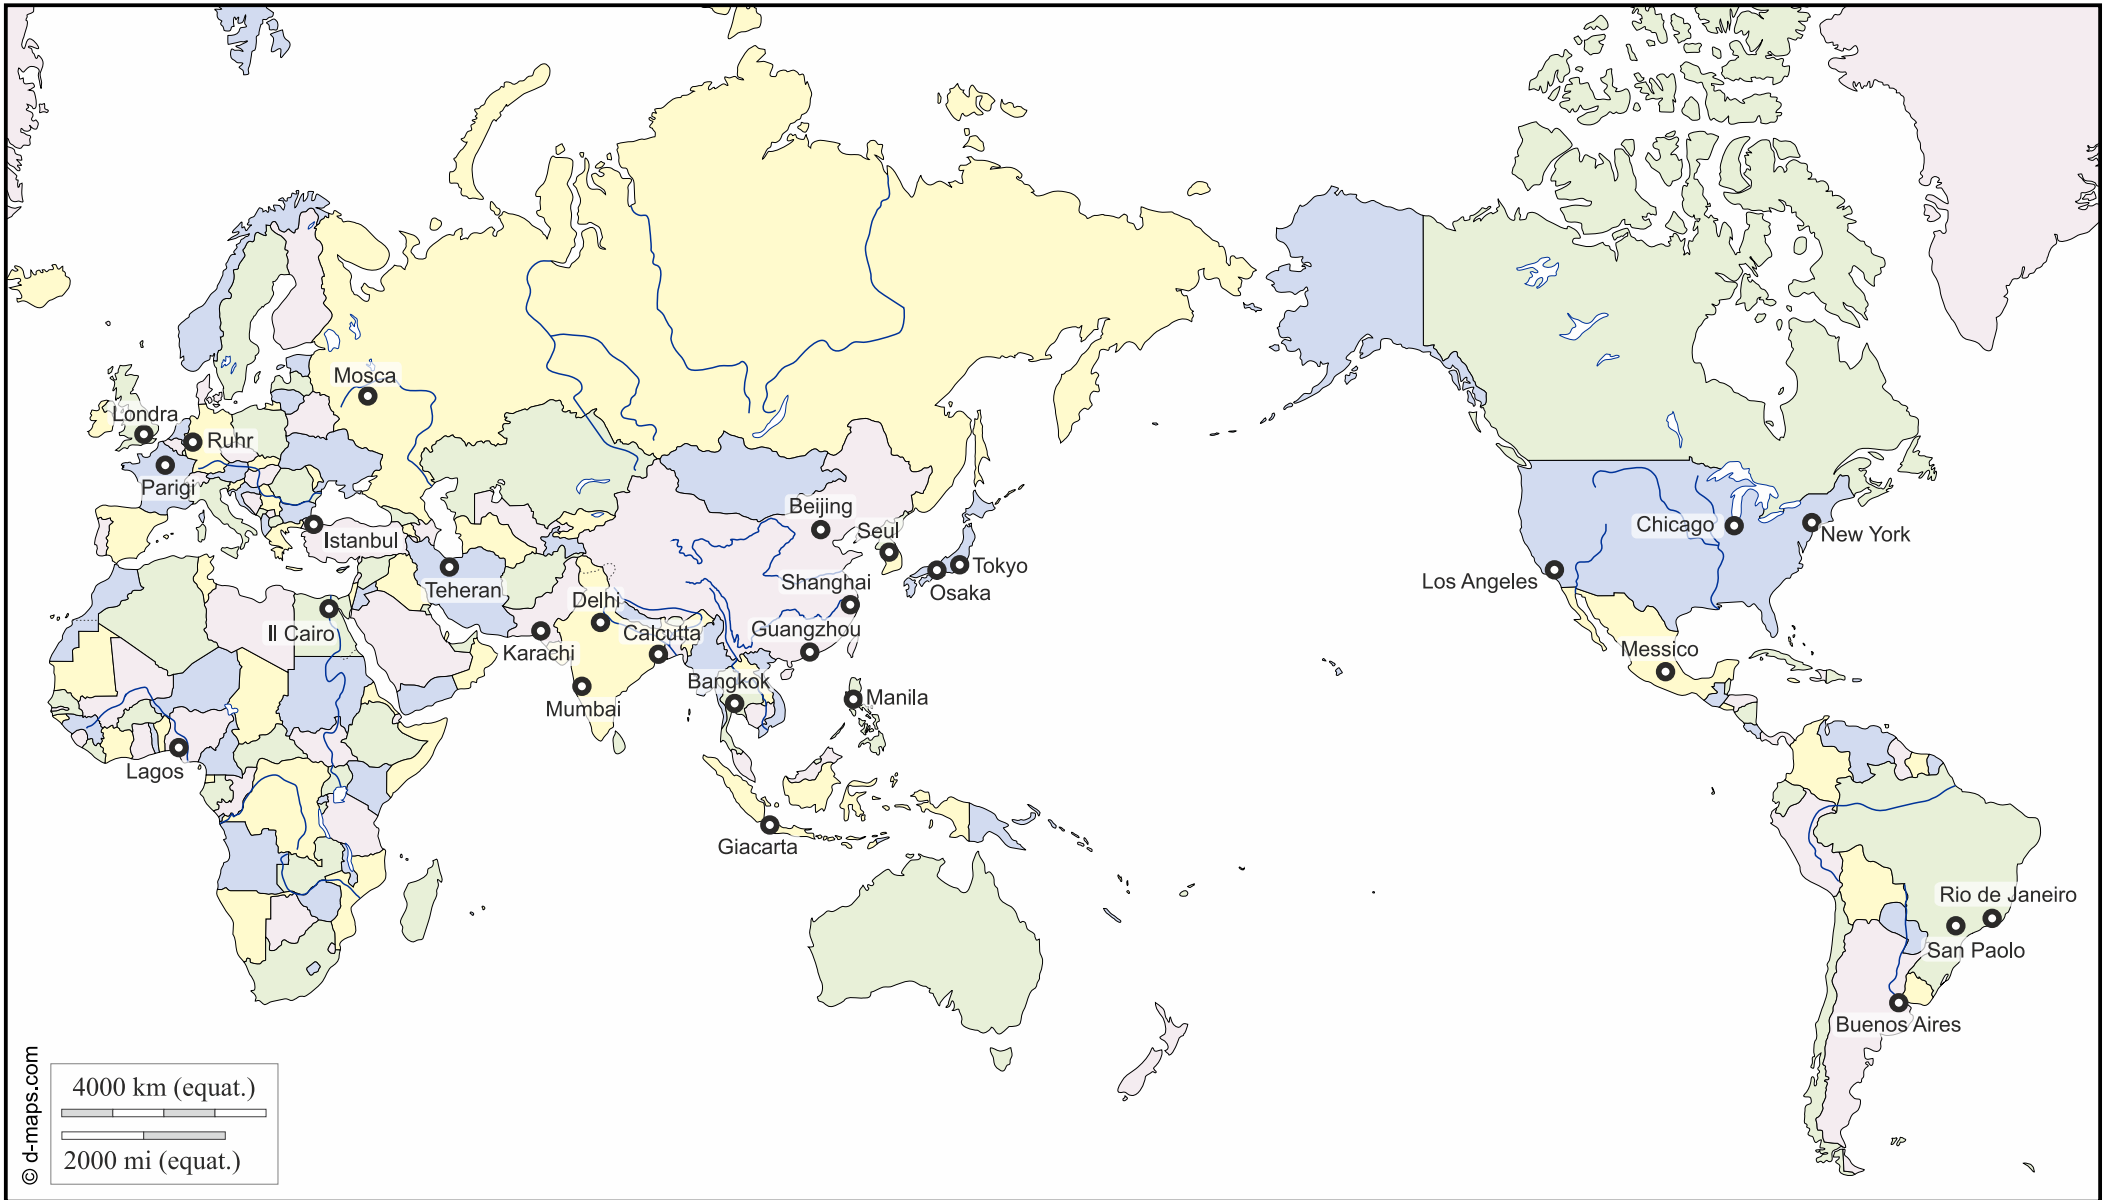 Mosca
Londra
Ruhr
Parigi
Istanbul
Beijing
Seul
Tokyo
Osaka
Shanghai
Teheran
Delhi
Il Cairo
Calcutta
Guangzhou
Karachi
Bangkok
Mumbai
Manila
Lagos
Giacarta
Chicago
New York
Los Angeles
Messico
Rio de Janeiro
San Paolo
Buenos Aires
4000 km (equat.)
2000 mi (equat.)
© d-maps.com